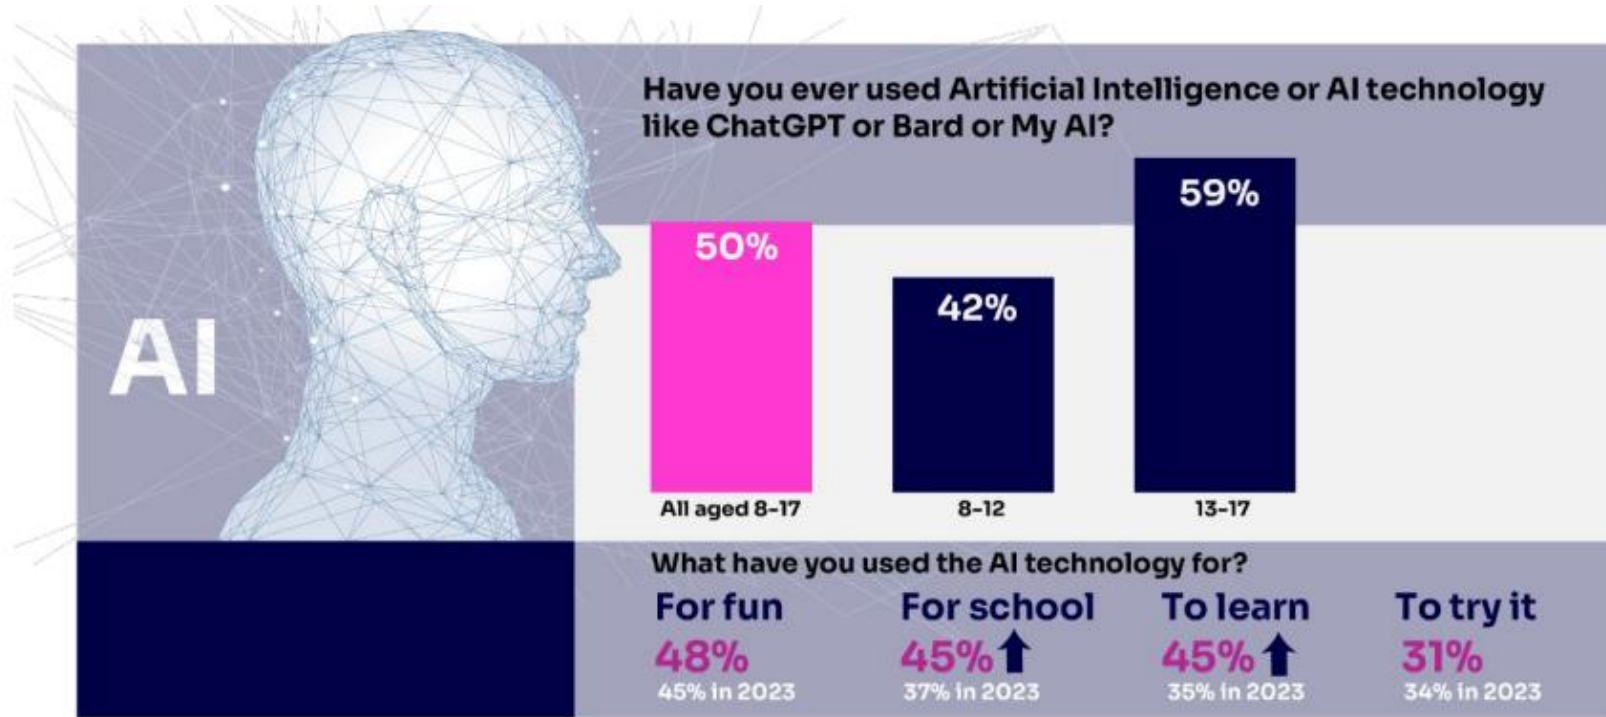 AI
Have you ever used Artificial Intelligence or AI technology
like ChatGPT or Bard or My AI?
50%
42%
59%
All aged 8-17
8-12
13-17
What have you used the AI technology for?
For fun
48%
45% in 2023
For school
45%
37% in 2023
To learn
45%
35% in 2023
To try it
31%
34% in 2023